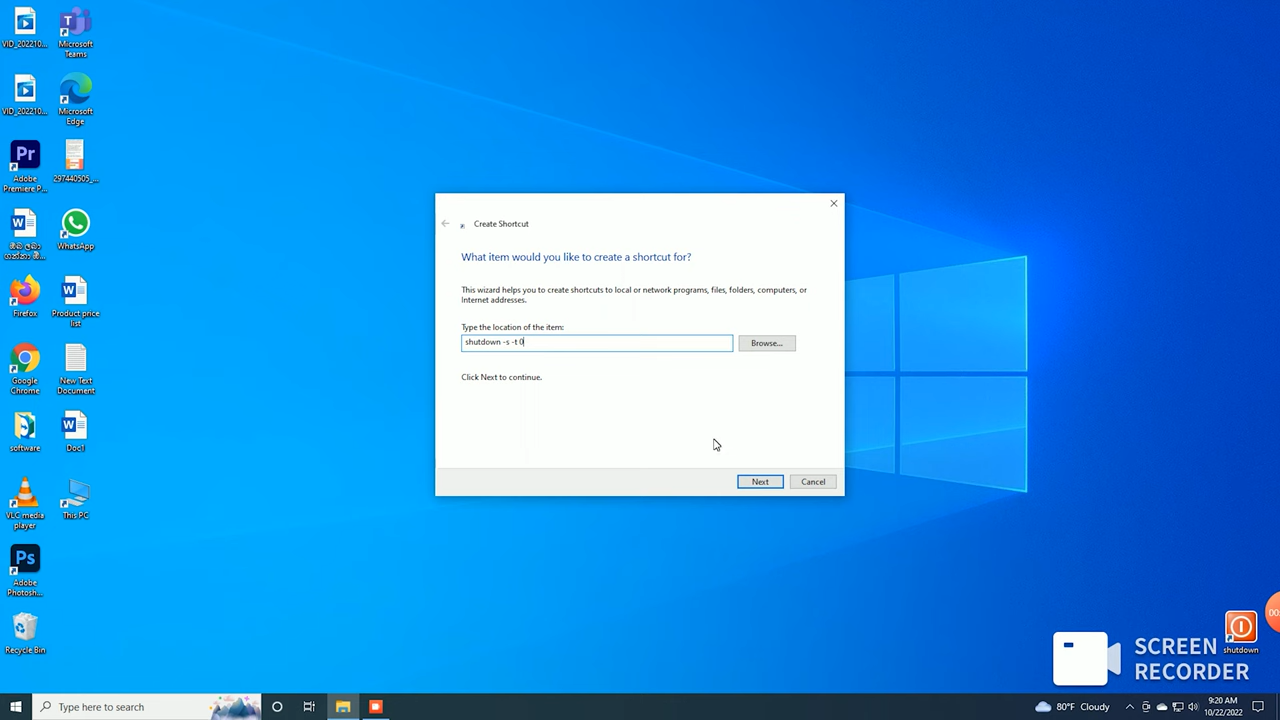 VID_202210...
Microsoft
Teams
VID_202210...
Microsoft
Edge
Pr
Adobe
Premiere P...
297440505_...
ඔබ ලබා
ගන්නා ඔ...
WhatsApp
Firefox
Product price
list
Google
Chrome
New Text
Document
software
Doc1
VLC media
player
This PC
Ps
Adobe
Photosh...
Recycle Bin
Create Shortcut
What item would you like to create a shortcut for?
This wizard helps you to create shortcuts to local or network programs, files, folders, computers, or
Internet addresses.
Type the location of the item:
shutdown -s -t 0
Browse...
Click Next to continue.
Next
Cancel
00:
shutdown
SCREEN
RECORDER
Type here to search
80°F Cloudy
9:20 AM
10/22/2022